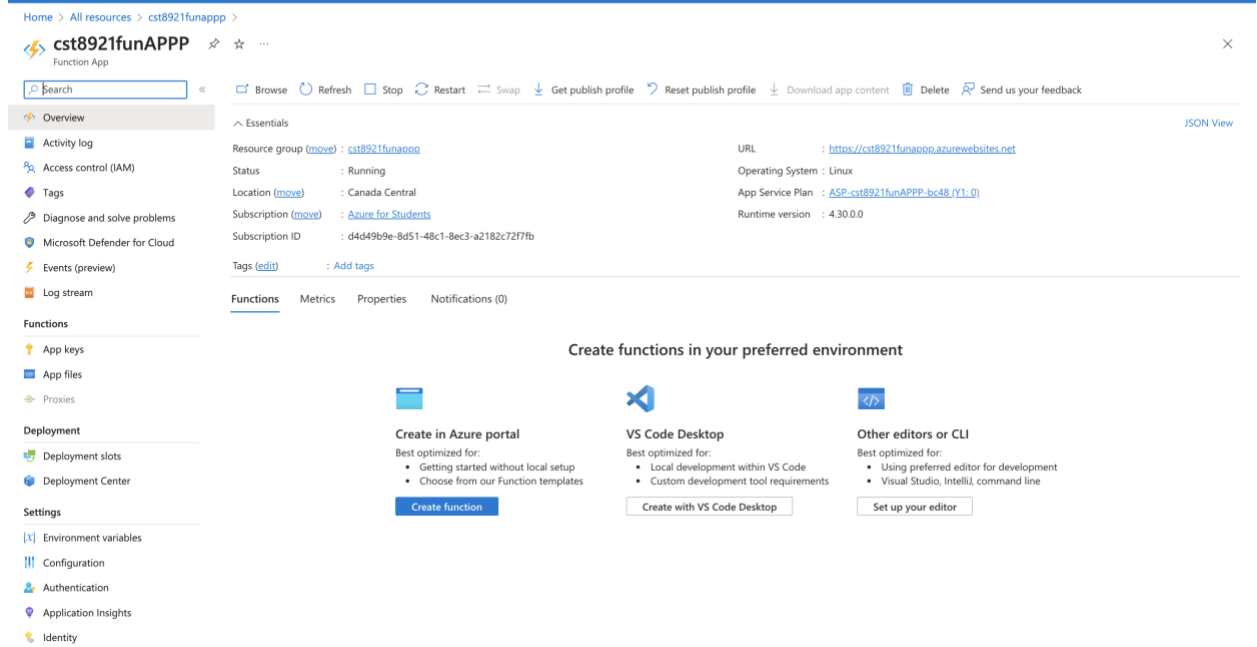 Home > All resources > cst8921funappp >
cst8921funAPPP
Function App
Search
Overview
Activity log
Access control (IAM)
Tags
Diagnose and solve problems
Microsoft Defender for Cloud
Events (preview)
Log stream
Functions
App keys
App files
Proxies
Deployment
Deployment slots
Deployment Center
Settings
Environment variables
Configuration
Authentication
Application Insights
Identity
Browse Refresh Stop Restart Swap Get publish profile Reset publish profile Download app content Delete Send us your feedback
Essentials JSON View
Resource group (move) : cst8921funappp
Status : Running
Location (move) : Canada Central
Subscription (move) : Azure for Students
Subscription ID : d4d49b9e-8d51-48c1-8ec3-a2182c72f7fb
URL : https://cst8921funappp.azurewebsites.net
Operating System : Linux
App Service Plan : ASP-cst8921funAPPP-bc48 (Y1: 0)
Runtime version : 4.30.0.0
Tags (edit) : Add tags
Functions Metrics Properties Notifications (0)
Create functions in your preferred environment
Create in Azure portal
Best optimized for:
• Getting started without local setup
• Choose from our Function templates
Create function
VS Code Desktop
Best optimized for:
• Local development within VS Code
• Custom development tool requirements
Create with VS Code Desktop
Other editors or CLI
Best optimized for:
• Using preferred editor for development
• Visual Studio, IntelliJ, command line
Set up your editor